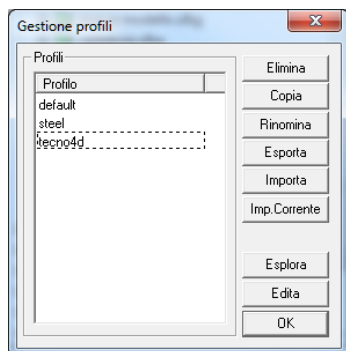 Gestione profili
Profili
Profilo
default
steel
tecno4d
Elimina
Copia
Rinomina
Esporta
Importa
Imp.Corrente
Esplora
Edita
OK